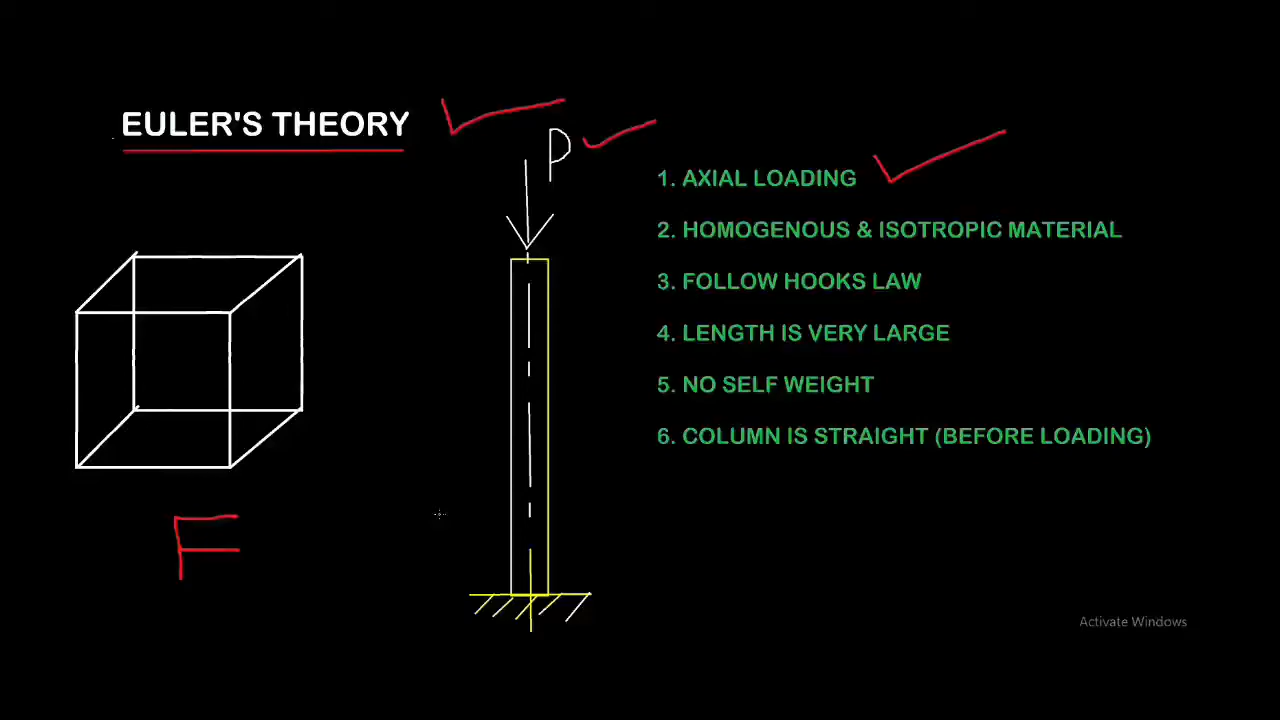 EULER'S THEORY
P
1. AXIAL LOADING
2. HOMOGENOUS & ISOTROPIC MATERIAL
3. FOLLOW HOOKS LAW
4. LENGTH IS VERY LARGE
5. NO SELF WEIGHT
6. COLUMN IS STRAIGHT (BEFORE LOADING)
F
Activate Windows